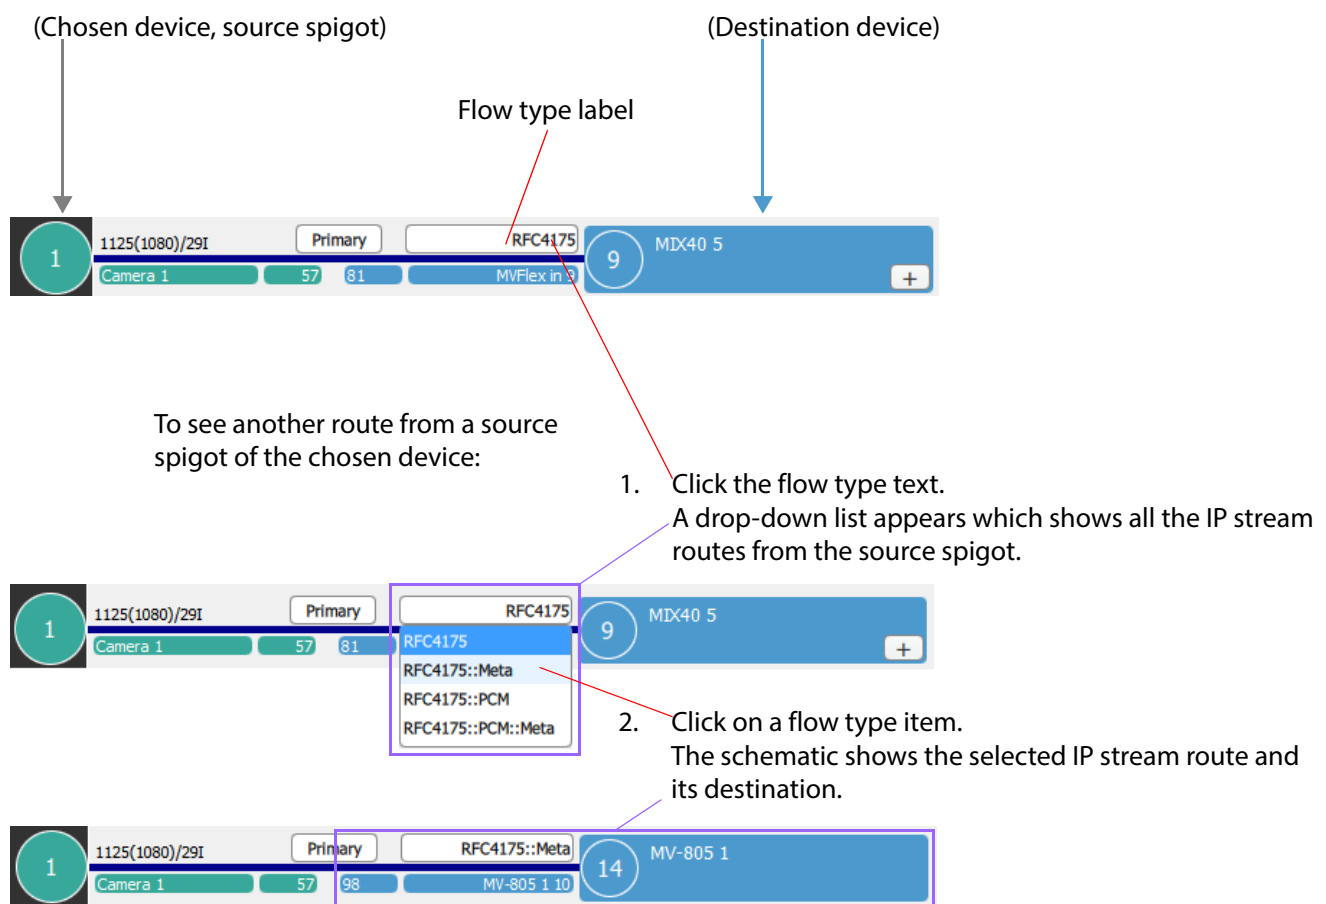 (Chosen device, source spigot)
(Destination device)
Flow type label
1
1125(1080)/29I
Primary
RFC4175
9
MIX40 5
Camera 1
57
81
MVFlex in 9
+
To see another route from a source
spigot of the chosen device:
1. Click the flow type text.
A drop-down list appears which shows all the IP stream
routes from the source spigot.
1
1125(1080)/29I
Primary
RFC4175
9
MIX40 5
Camera 1
57
81
+
RFC4175
RFC4175::Meta
RFC4175::PCM
RFC4175::PCM::Meta
2. Click on a flow type item.
The schematic shows the selected IP stream route and
its destination.
1
1125(1080)/29I
Primary
RFC4175::Meta
14
MV-805 1
Camera 1
57
98
MV-805 1 10